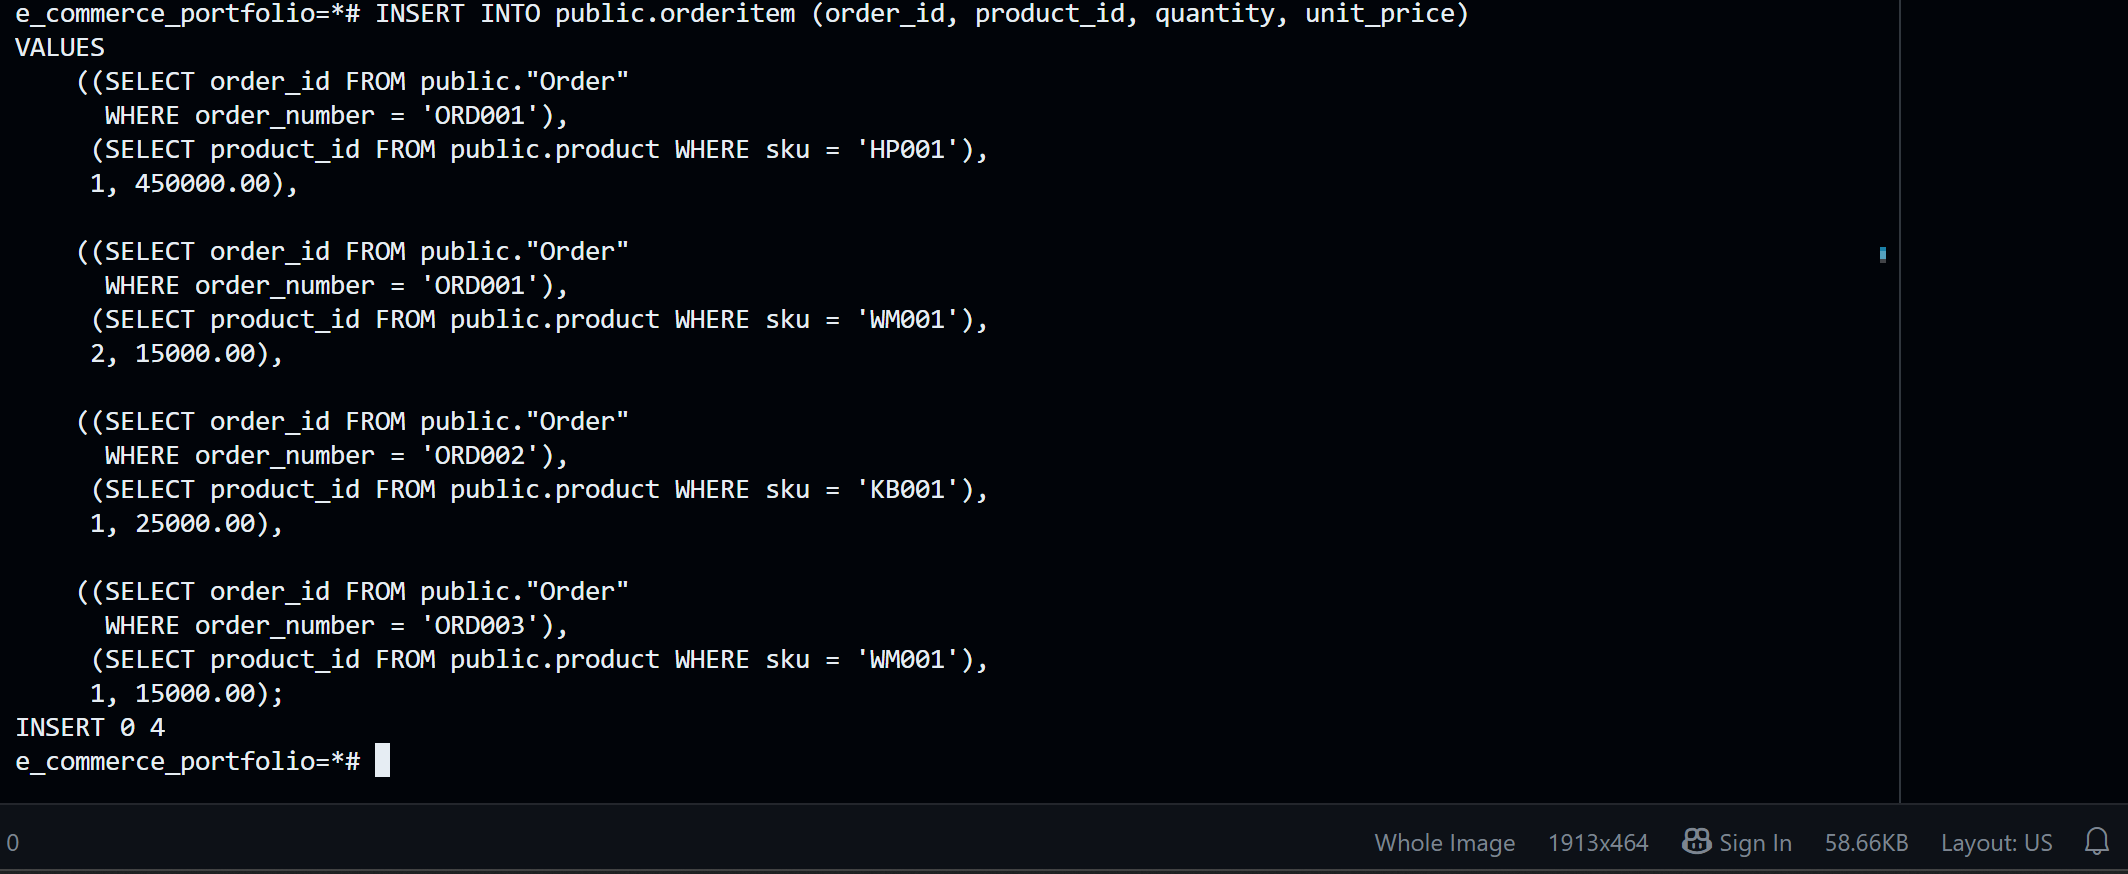 e_commerce_portfolio=*# INSERT INTO public.orderitem (order_id, product_id, quantity, unit_price)
VALUES
    ((SELECT order_id FROM public."Order"
      WHERE order_number = 'ORD001'),
     (SELECT product_id FROM public.product WHERE sku = 'HP001'),
     1, 450000.00),

    ((SELECT order_id FROM public."Order"
      WHERE order_number = 'ORD001'),
     (SELECT product_id FROM public.product WHERE sku = 'WM001'),
     2, 15000.00),

    ((SELECT order_id FROM public."Order"
      WHERE order_number = 'ORD002'),
     (SELECT product_id FROM public.product WHERE sku = 'KB001'),
     1, 25000.00),

    ((SELECT order_id FROM public."Order"
      WHERE order_number = 'ORD003'),
     (SELECT product_id FROM public.product WHERE sku = 'WM001'),
     1, 15000.00);
INSERT 0 4
e_commerce_portfolio=*#
0 Whole Image 1913x464 Sign In 58.66KB Layout: US